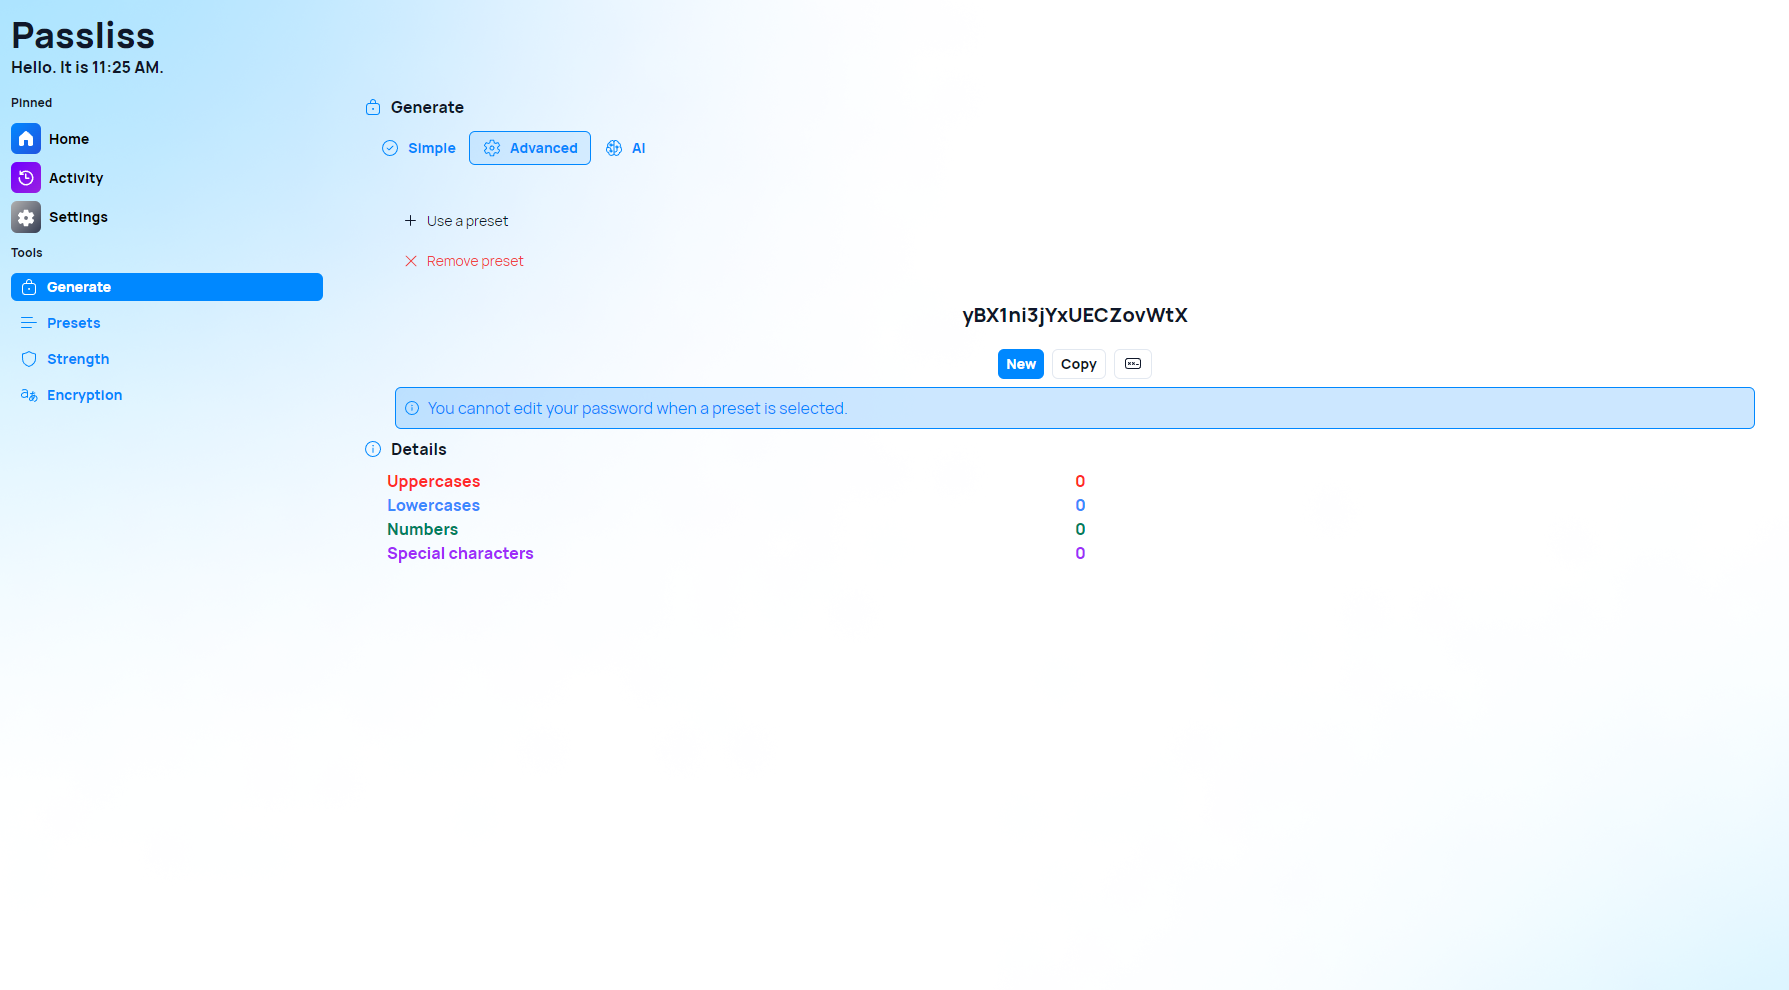 Passliss
Hello. It is 11:25 AM.
Pinned
Home
Activity
Settings
Tools
Generate
Presets
Strength
Encryption
Generate
Simple
Advanced
AI
Use a preset
Remove preset
yBX1ni3jYxUECZovWtX
New
Copy
You cannot edit your password when a preset is selected.
Details
Uppercases 0
Lowercases 0
Numbers 0
Special characters 0